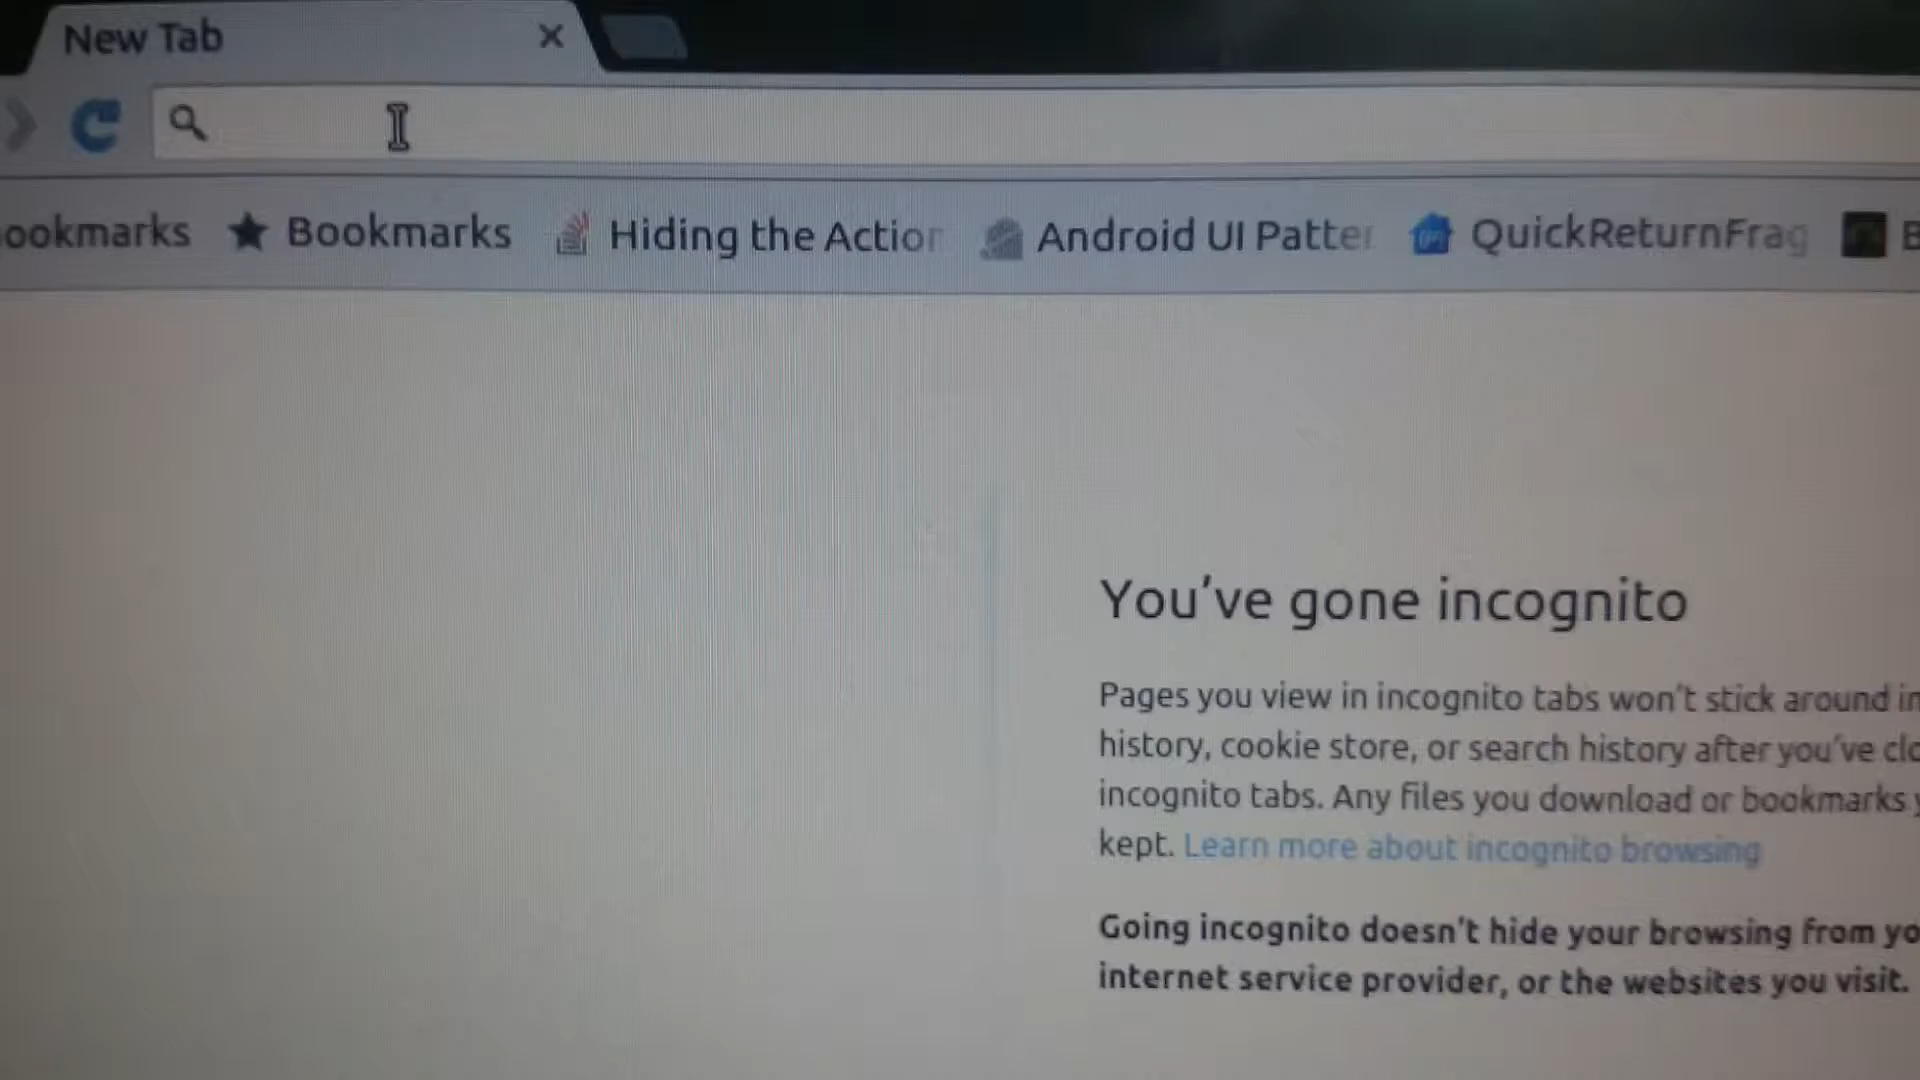 New Tab
ookmarks Bookmarks Hiding the Action Android UI Patter QuickReturnFrag B
You've gone incognito
Pages you view in incognito tabs won't stick around in
history, cookie store, or search history after you've clo
incognito tabs. Any files you download or bookmarks y
kept. Learn more about incognito browsing
Going incognito doesn't hide your browsing from yo
internet service provider, or the websites you visit.